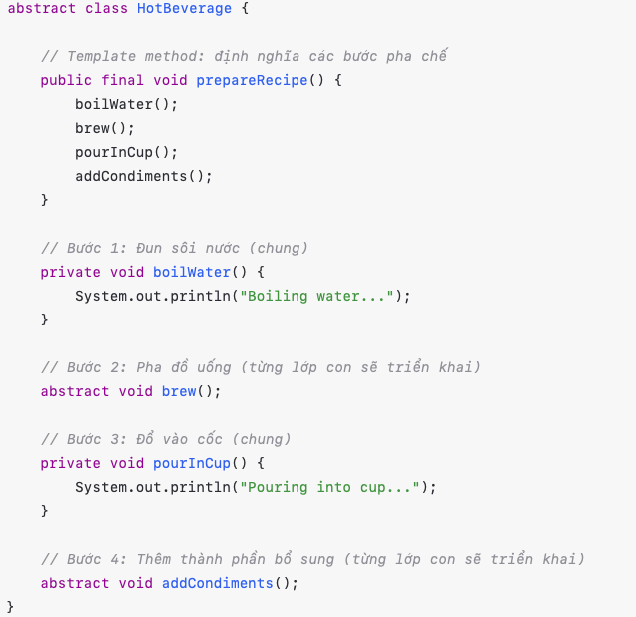 abstract class HotBeverage {
// Template method: định nghĩa các bước pha chế
public final void prepareRecipe() {
boilWater();
brew();
pourInCup();
addCondiments();
}
// Bước 1: Đun sôi nước (chung)
private void boilWater() {
System.out.println("Boiling water...");
}
// Bước 2: Pha đồ uống (từng lớp con sẽ triển khai)
abstract void brew();
// Bước 3: Đổ vào cốc (chung)
private void pourInCup() {
System.out.println("Pouring into cup...");
}
// Bước 4: Thêm thành phần bổ sung (từng lớp con sẽ triển khai)
abstract void addCondiments();
}